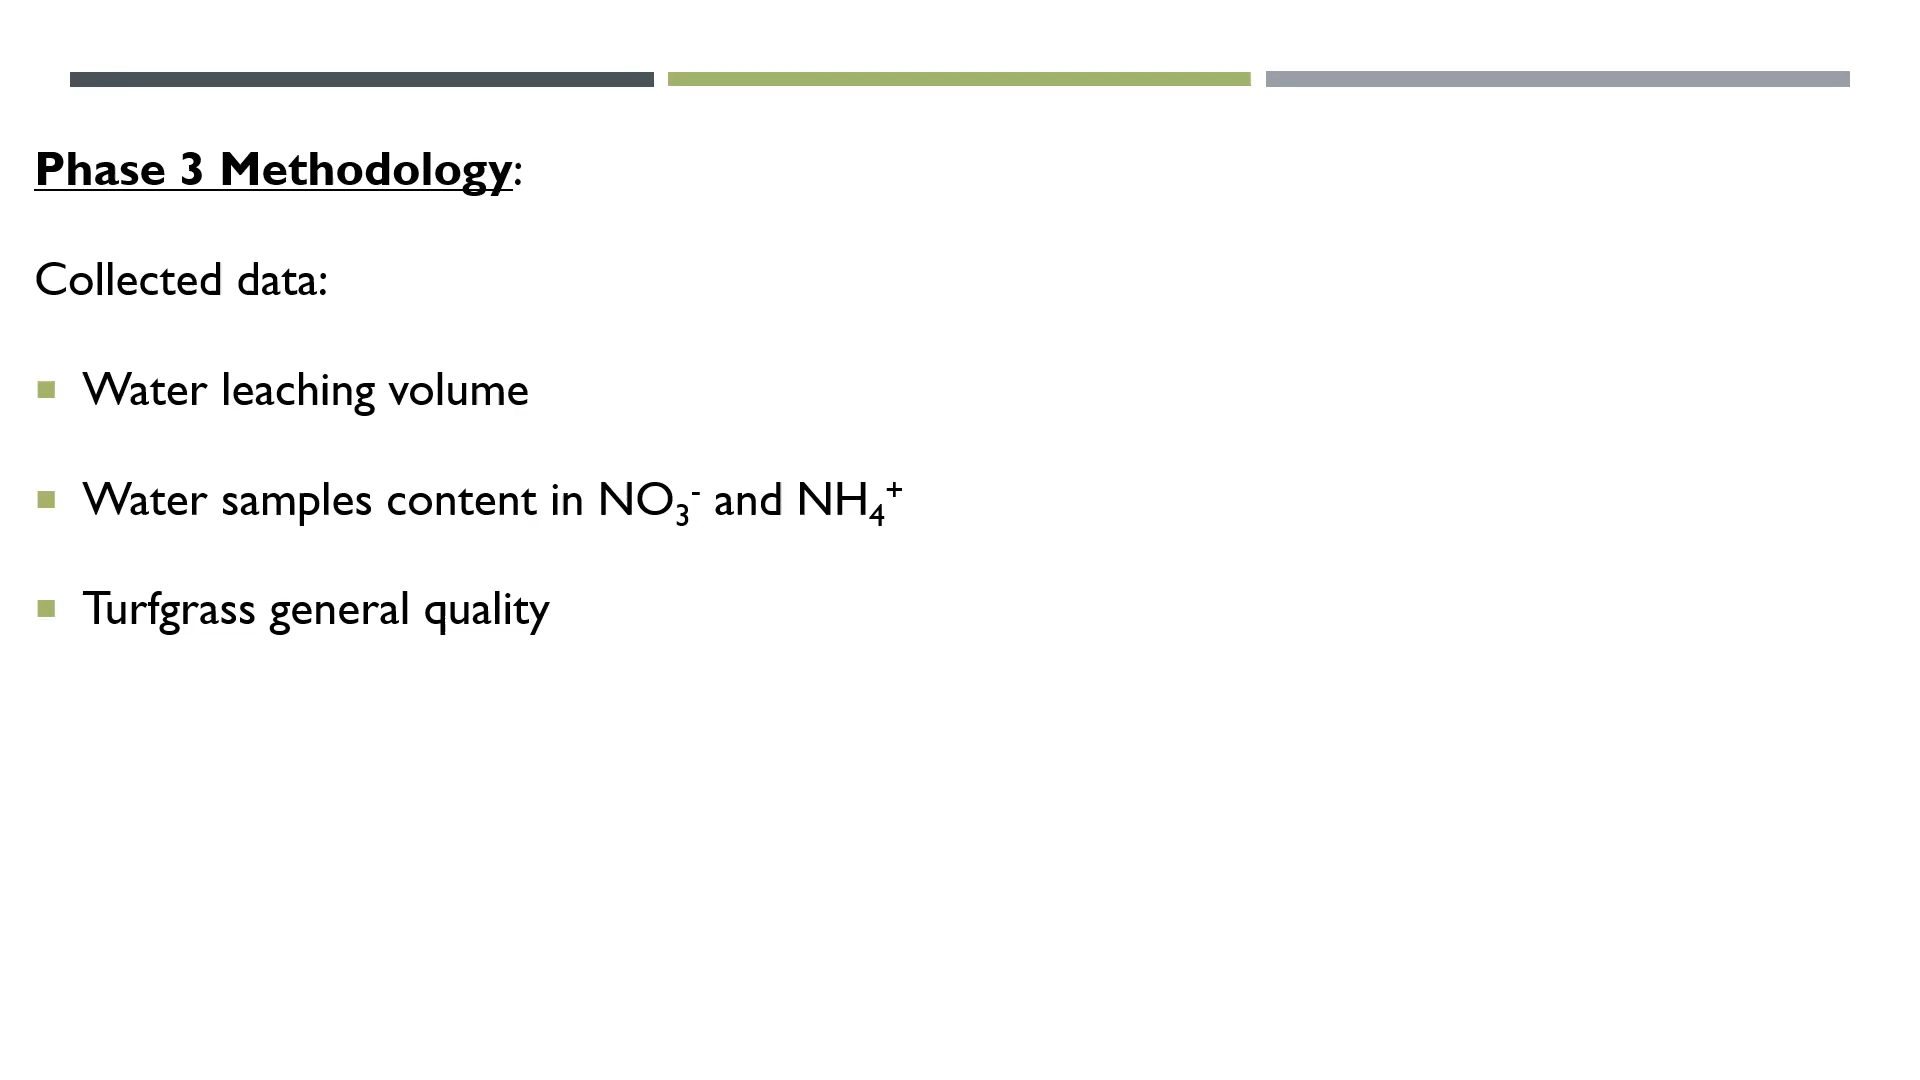 Phase 3 Methodology:
Collected data:
▪ Water leaching volume
▪ Water samples content in NO₃⁻ and NH₄⁺
▪ Turfgrass general quality